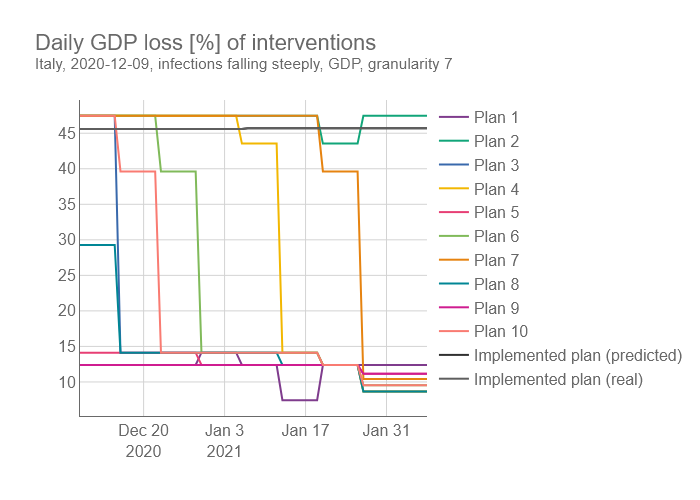 Daily GDP loss [%] of interventions
Italy, 2020-12-09, infections falling steeply, GDP, granularity 7
45
40
35
30
25
20
15
10
Dec 20
2020
Jan 3
2021
Jan 17
Jan 31
Plan 1
Plan 2
Plan 3
Plan 4
Plan 5
Plan 6
Plan 7
Plan 8
Plan 9
Plan 10
Implemented plan (predicted)
Implemented plan (real)